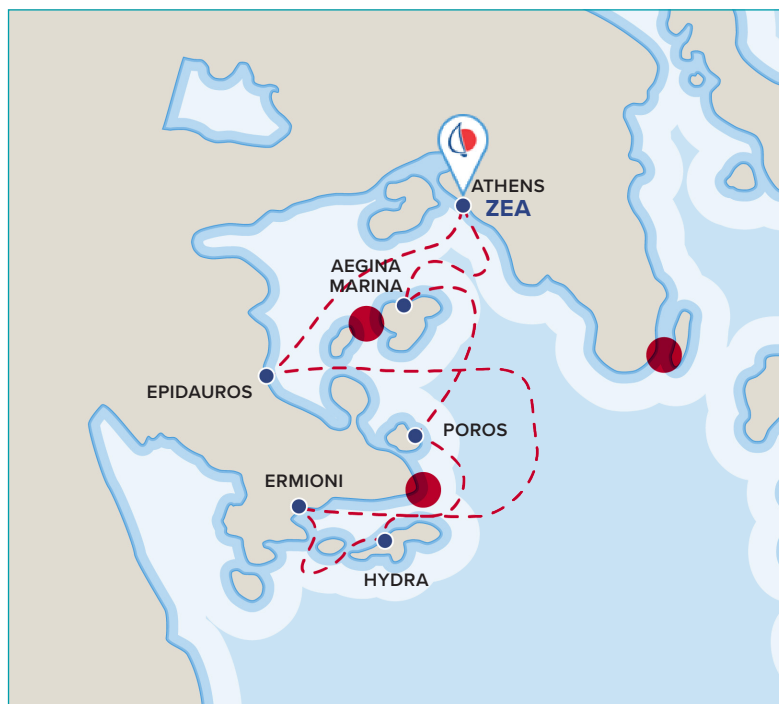 ATHENS
ZEA
AEGINA
MARINA
EPIDAUROS
POROS
ERMIONI
HYDRA